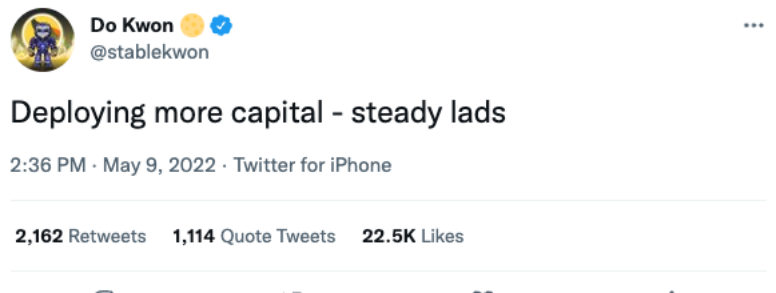 Do Kwon 🌕
@stablekwon
Deploying more capital - steady lads
2:36 PM · May 9, 2022 · Twitter for iPhone
2,162 Retweets 1,114 Quote Tweets 22.5K Likes